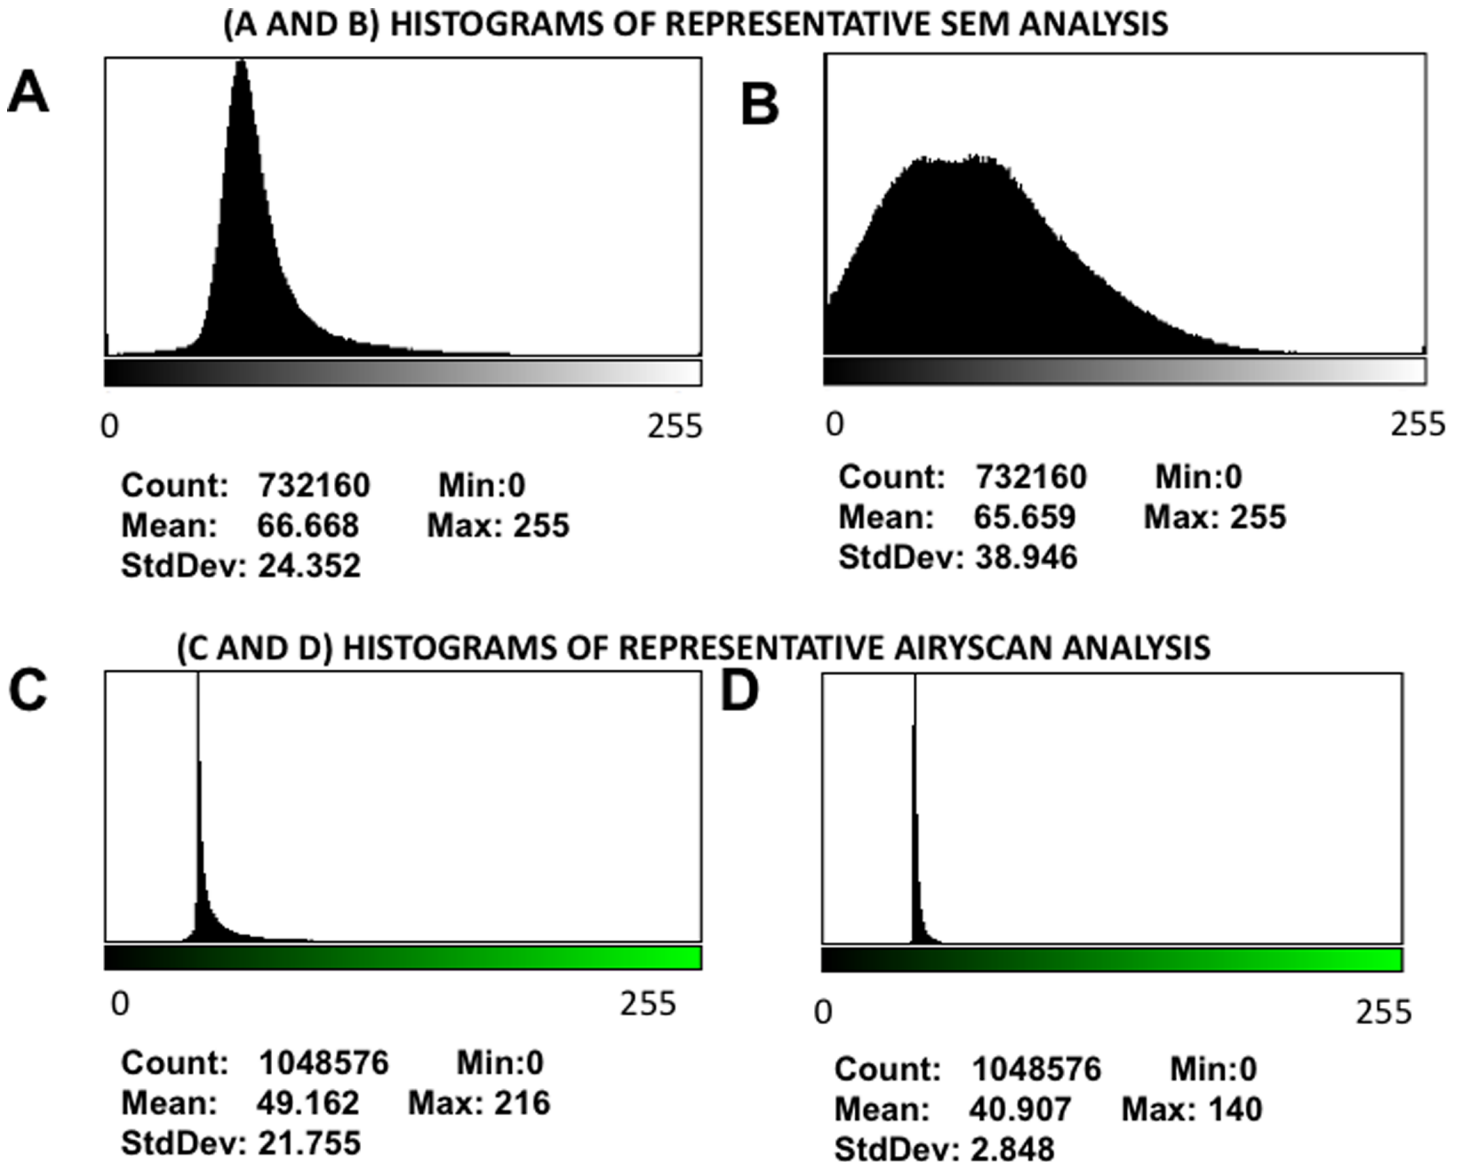 (A AND B) HISTOGRAMS OF REPRESENTATIVE SEM ANALYSIS
A
B
0 255
0 255
Count: 732160 Min:0
Mean: 66.668 Max: 255
StdDev: 24.352
Count: 732160 Min:0
Mean: 65.659 Max: 255
StdDev: 38.946
(C AND D) HISTOGRAMS OF REPRESENTATIVE AIRYSCAN ANALYSIS
C
D
0 255
0 255
Count: 1048576 Min:0
Mean: 49.162 Max: 216
StdDev: 21.755
Count: 1048576 Min:0
Mean: 40.907 Max: 140
StdDev: 2.848